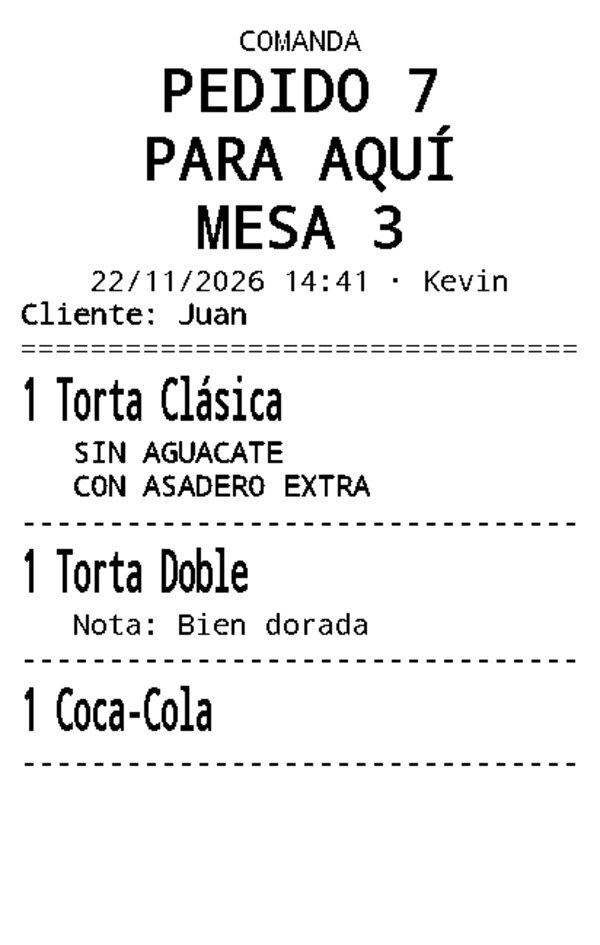 COMANDA
PEDIDO 7
PARA AQUÍ
MESA 3
22/11/2026 14:41 · Kevin
Cliente: Juan
================================
1 Torta Clásica
SIN AGUACATE
CON ASADERO EXTRA
--------------------------------
1 Torta Doble
Nota: Bien dorada
--------------------------------
1 Coca-Cola
--------------------------------